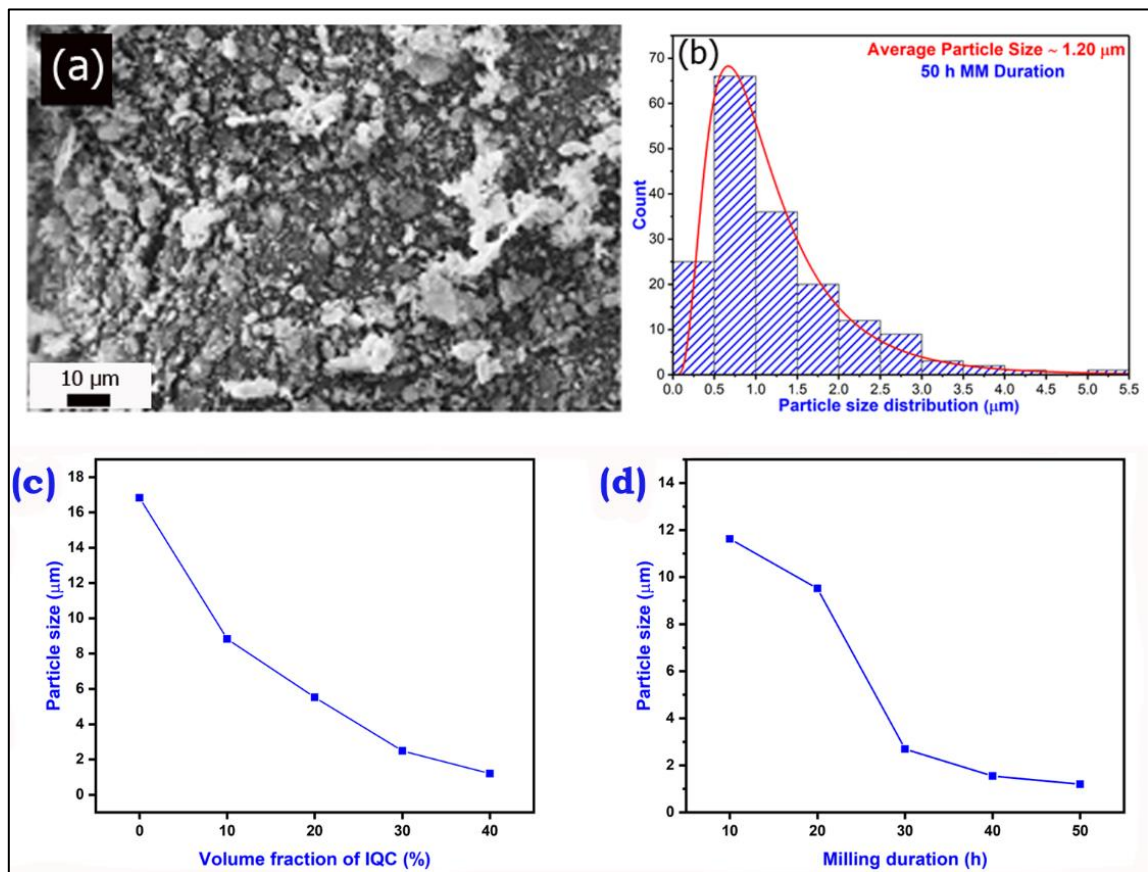 (a)
10 µm
(b)
Average Particle Size ~ 1.20 µm
50 h MM Duration
Count
70
60
50
40
30
20
10
0
0.0 0.5 1.0 1.5 2.0 2.5 3.0 3.5 4.0 4.5 5.0 5.5
Particle size distribution (µm)
(c)
Particle size (µm)
18
16
14
12
10
8
6
4
2
0
0 10 20 30 40
Volume fraction of IQC (%)
(d)
Particle size (µm)
14
12
10
8
6
4
2
0
10 20 30 40 50
Milling duration (h)